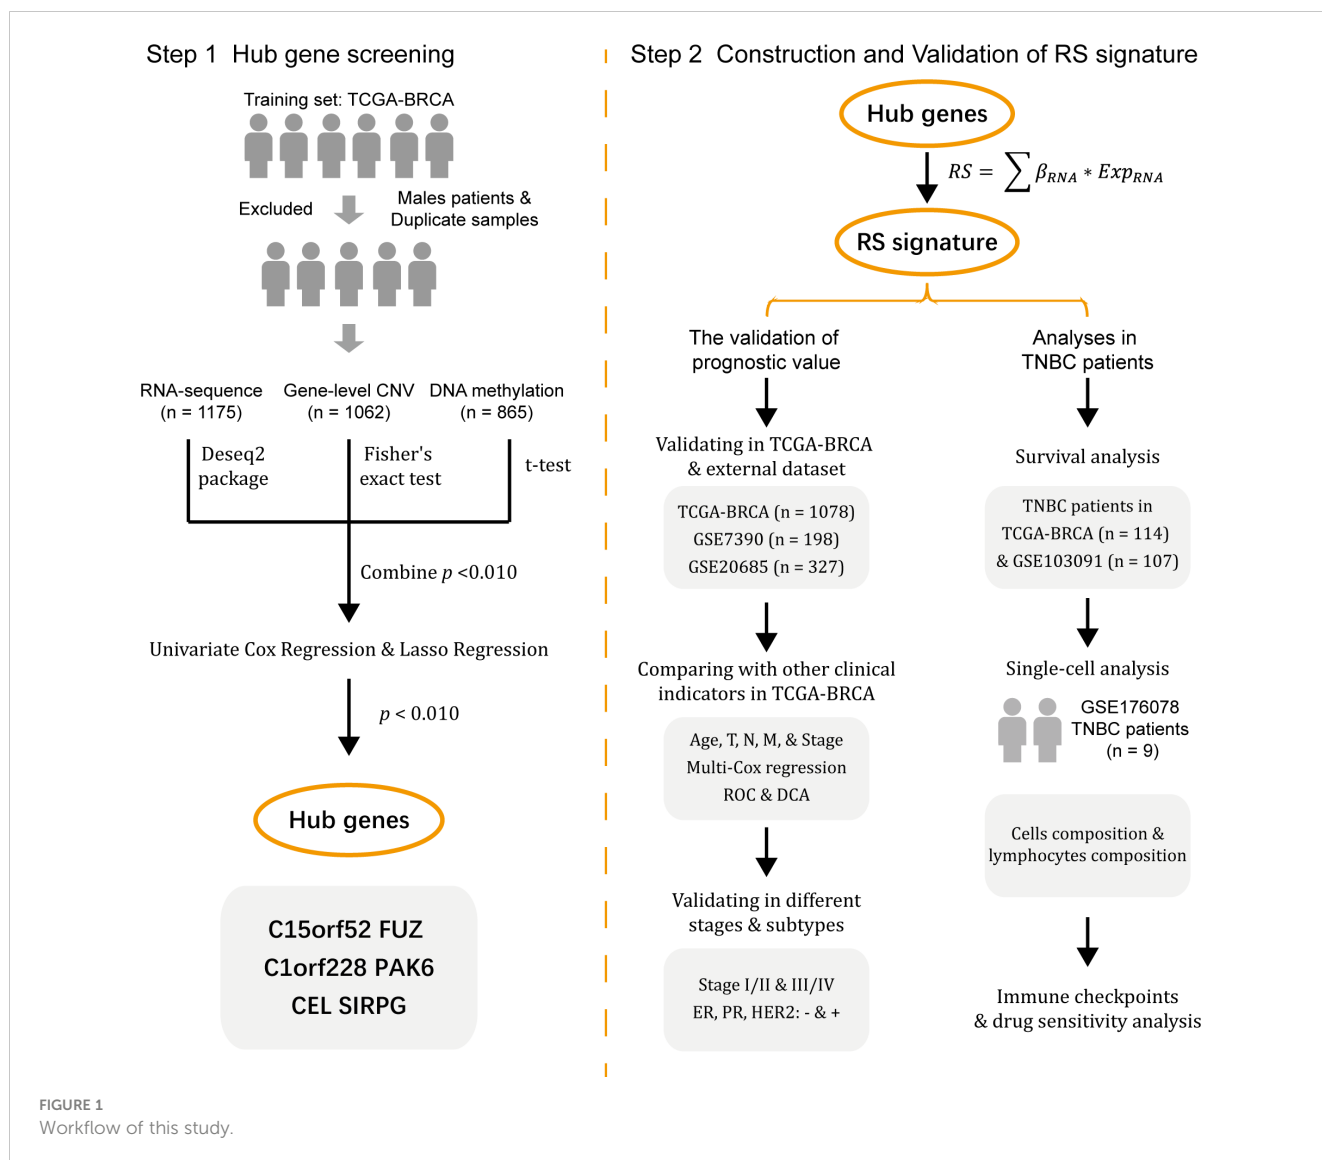 Step 1 Hub gene screening
Training set: TCGA-BRCA
Excluded
Males patients &
Duplicate samples
RNA-sequence
(n = 1175)
Gene-level CNV
(n = 1062)
DNA methylation
(n = 865)
Deseq2
package
Fisher's
exact test
t-test
Combine p <0.010
Univariate Cox Regression & Lasso Regression
p < 0.010
Hub genes
C15orf52 FUZ
C1orf228 PAK6
CEL SIRPG
Step 2 Construction and Validation of RS signature
Hub genes
RS = ∑ βRNA * ExpRNA
RS signature
The validation of
prognostic value
Validating in TCGA-BRCA
& external dataset
TCGA-BRCA (n = 1078)
GSE7390 (n = 198)
GSE20685 (n = 327)
Comparing with other clinical
indicators in TCGA-BRCA
Age, T, N, M, & Stage
Multi-Cox regression
ROC & DCA
Validating in different
stages & subtypes
Stage I/II & III/IV
ER, PR, HER2: - & +
Analyses in
TNBC patients
Survival analysis
TNBC patients in
TCGA-BRCA (n = 114)
& GSE103091 (n = 107)
Single-cell analysis
GSE176078
TNBC patients
(n = 9)
Cells composition &
lymphocytes composition
Immune checkpoints
& drug sensitivity analysis
FIGURE 1
Workflow of this study.